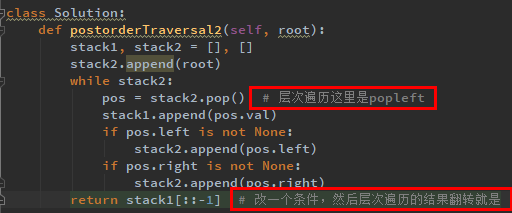 class Solution:
    def postorderTraversal2(self, root):
        stack1, stack2 = [], []
        stack2.append(root)
        while stack2:
            pos = stack2.pop()  # 层次遍历这里是popleft
            stack1.append(pos.val)
            if pos.left is not None:
                stack2.append(pos.left)
            if pos.right is not None:
                stack2.append(pos.right)
        return stack1[::-1]  # 改一个条件，然后层次遍历的结果翻转就是